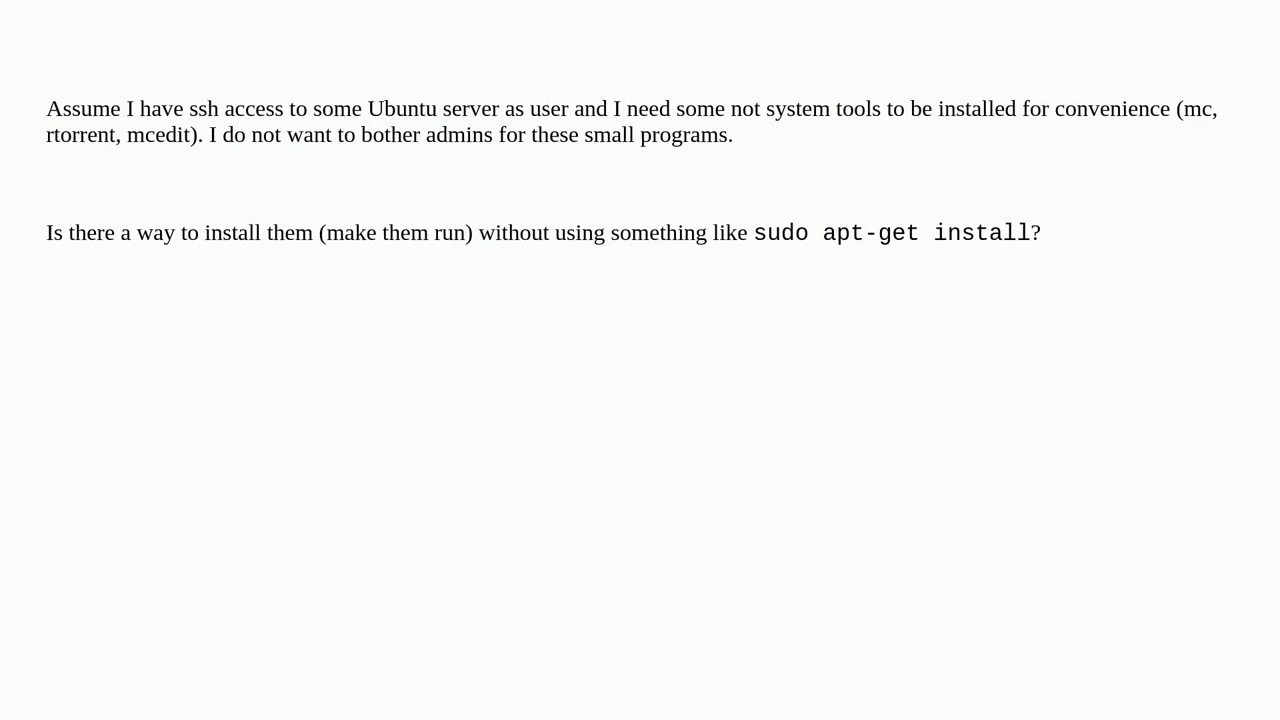 Assume I have ssh access to some Ubuntu server as user and I need some not system tools to be installed for convenience (mc,
rtorrent, mcedit). I do not want to bother admins for these small programs.
Is there a way to install them (make them run) without using something like sudo apt-get install?